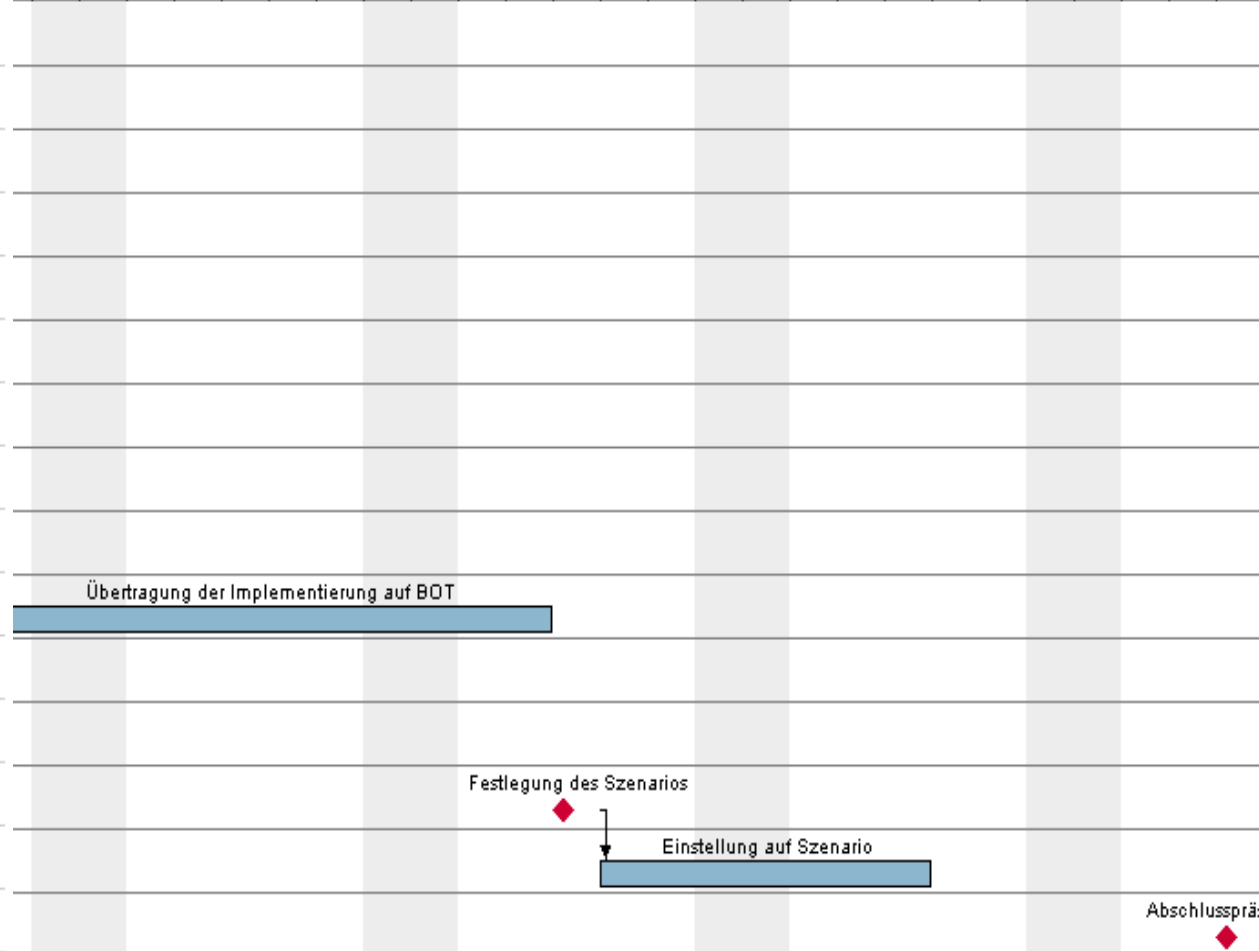 Übertragung der Implementierung auf BOT
Festlegung des Szenarios
Einstellung auf Szenario